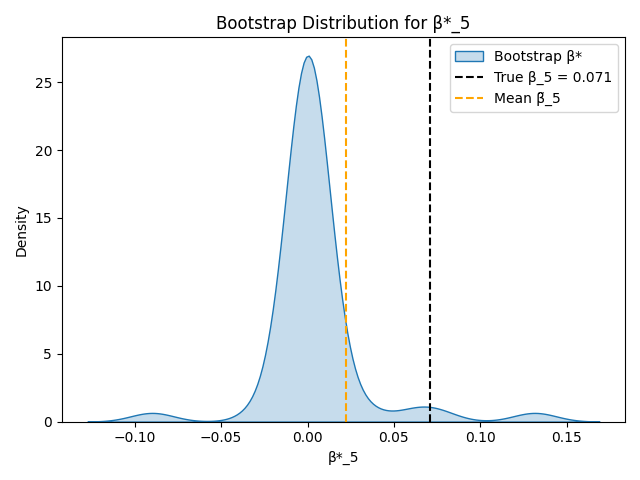 Bootstrap Distribution for β*_5
Bootstrap β*
True β_5 = 0.071
Mean β̄_5
Density
25
20
15
10
5
0
−0.10
−0.05
0.00
0.05
0.10
0.15
β*_5